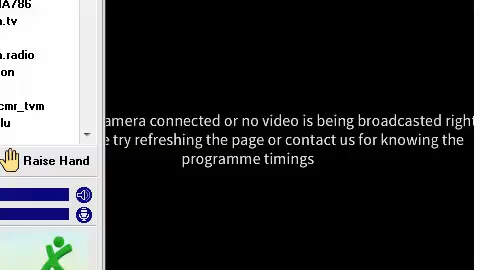 A786
.tv
.radio
on
cmr_tvm
lu
Raise Hand
amera connected or no video is being broadcasted right
e try refreshing the page or contact us for knowing the
programme timings